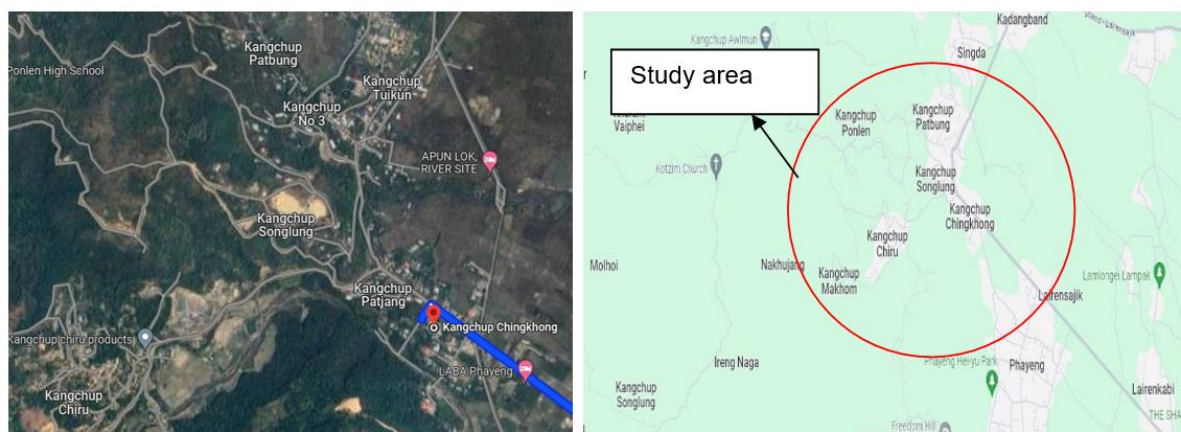 Kangchup
Patbung
Ponlen High School
Kangchup
Tuikun
Kangchup
No 3
APUN LOK,
RIVER SITE
Kangchup
Songlung
Kangchup
Patjang
Kangchup Chingkhong
Kangchup chiru products
LABA Phayeng
Kangchup
Chiru
Kadangband
Kangchup Awlmun
Singda
Study area
Vaiphei
Kangchup
Ponlen
Kangchup
Patbung
Kotzim Church
Kangchup
Songlung
Kangchup
Chingkhong
Kangchup
Chiru
Molhoi
Nakhujang
Kangchup
Makhom
Lamlongei Lampak
Lairensajik
Phayeng Hei-yu Park
Phayeng
Ireng Naga
Kangchup
Songlung
Lairenkabi
Freedom Hill
THE SHA